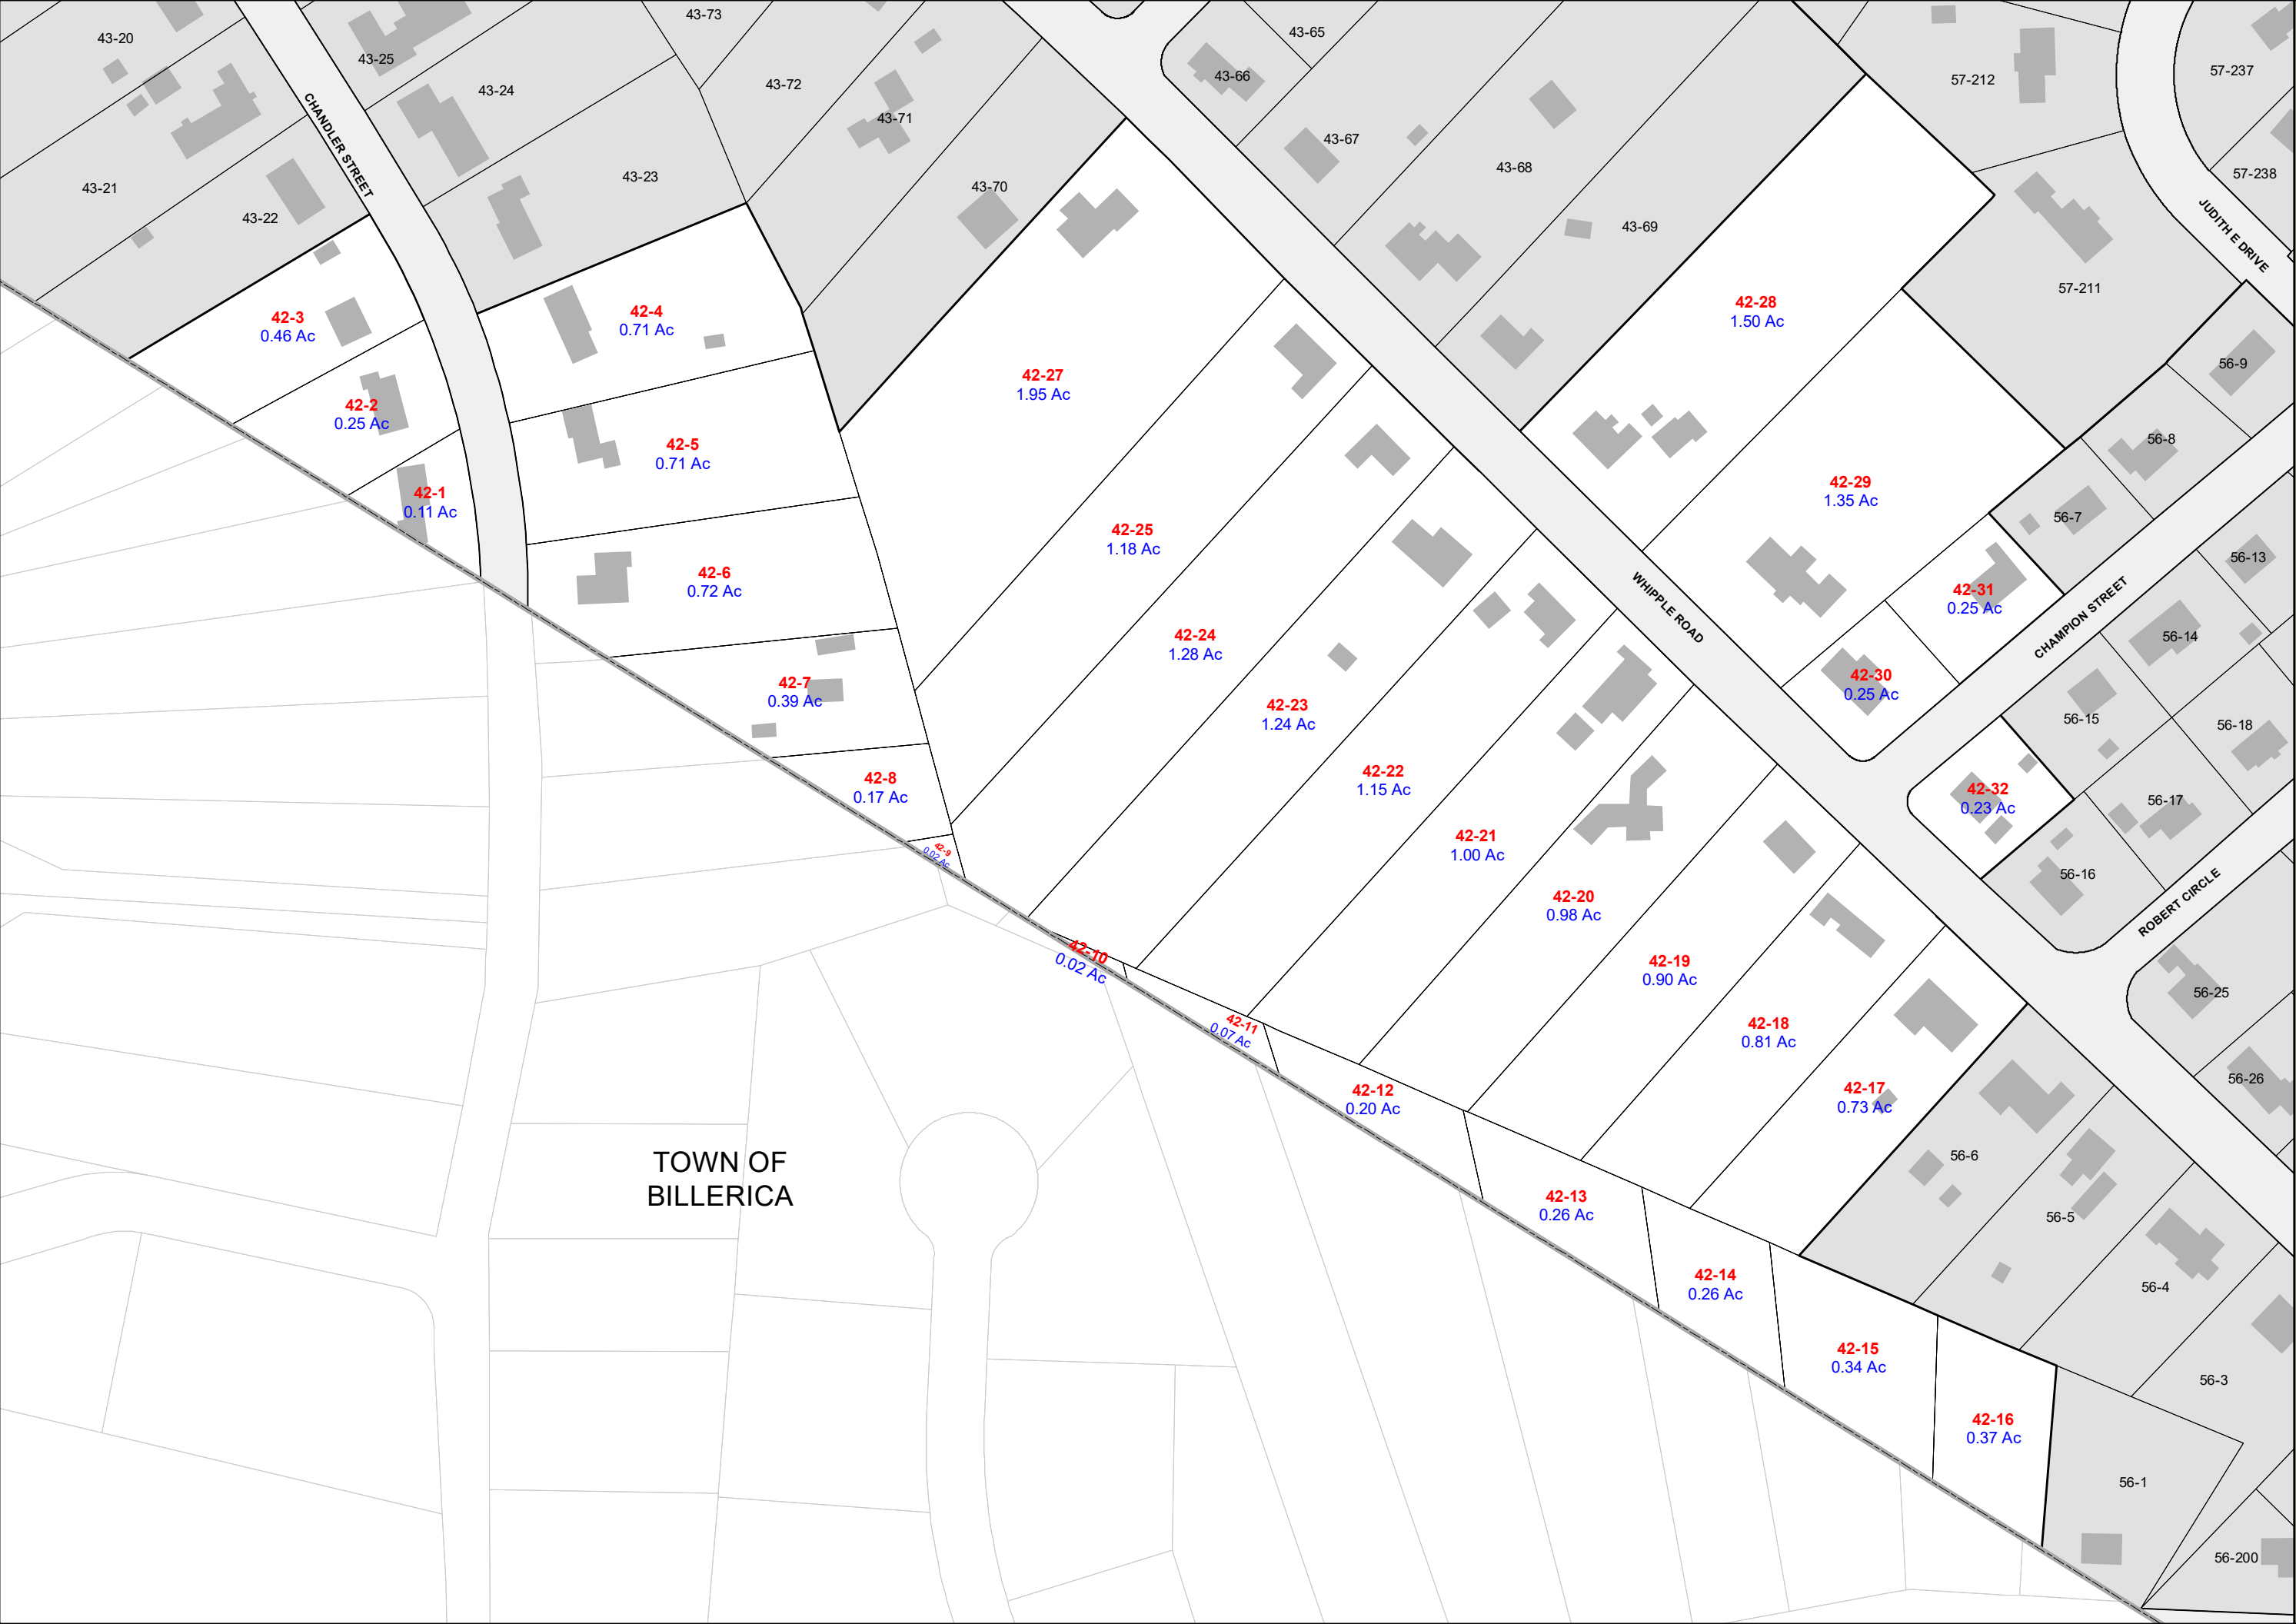 43-20
43-25
43-73
43-24
43-72
43-71
43-65
43-66
43-67
43-68
43-69
57-212
57-237
57-238
43-21
43-22
CHANDLER STREET
43-23
43-70
JUDITH E DRIVE
57-211
42-3
0.46 Ac
42-4
0.71 Ac
42-28
1.50 Ac
42-27
1.95 Ac
56-9
42-2
0.25 Ac
42-5
0.71 Ac
56-8
42-1
0.11 Ac
42-29
1.35 Ac
56-7
42-25
1.18 Ac
56-13
42-6
0.72 Ac
WHIPPLE ROAD
42-31
0.25 Ac
CHAMPION STREET
56-14
42-24
1.28 Ac
42-7
0.39 Ac
42-23
1.24 Ac
42-30
0.25 Ac
56-15
56-18
42-8
0.17 Ac
42-22
1.15 Ac
42-32
0.23 Ac
56-17
42-9
0.02 Ac
42-21
1.00 Ac
56-16
ROBERT CIRCLE
42-20
0.98 Ac
42-10
0.02 Ac
42-19
0.90 Ac
56-25
42-11
0.07 Ac
42-18
0.81 Ac
56-26
42-12
0.20 Ac
42-17
0.73 Ac
TOWN OF
BILLERICA
56-6
42-13
0.26 Ac
56-5
42-14
0.26 Ac
56-4
42-15
0.34 Ac
56-3
42-16
0.37 Ac
56-1
56-200